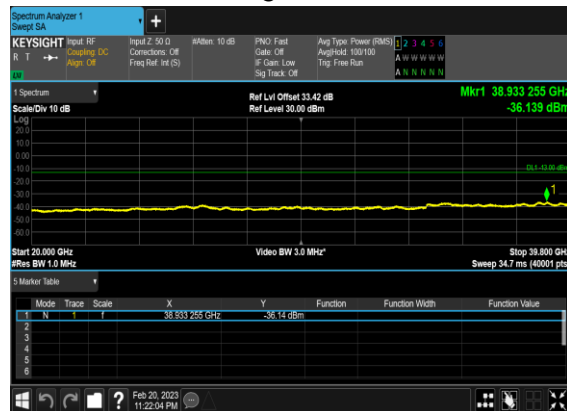 Spectrum Analyzer 1
Swept SA
+
KEYSIGHT Input: RF Input Z: 50 Ω #Atten: 10 dB PNO: Fast Avg Type: Power (RMS) 1 2 3 4 5 6
R T Coupling: DC Corrections: Off Gate: Off Avg|Hold: 100/100 A W W W W W
Align: Off Freq Ref: Int (S) IF Gain: Low Trig: Free Run
LW Sig Track: Off A N N N N N
1 Spectrum Ref Lvl Offset 33.42 dB Mkr1 38.933 255 GHz
Scale/Div 10 dB Ref Level 30.00 dBm -36.139 dBm
Log
20.0
10.0
0.00
-10.0 DL1 -13.00 dBm
-20.0
-30.0 1
-40.0
-50.0
-60.0
Start 20.000 GHz Video BW 3.0 MHz* Stop 39.800 GHz
#Res BW 1.0 MHz Sweep 34.7 ms (40001 pts)
5 Marker Table
Mode Trace Scale X Y Function Function Width Function Value
1 N 1 f 38.933 255 GHz -36.14 dBm
2
3
4
5
6
? Feb 20, 2023
11:22:04 PM